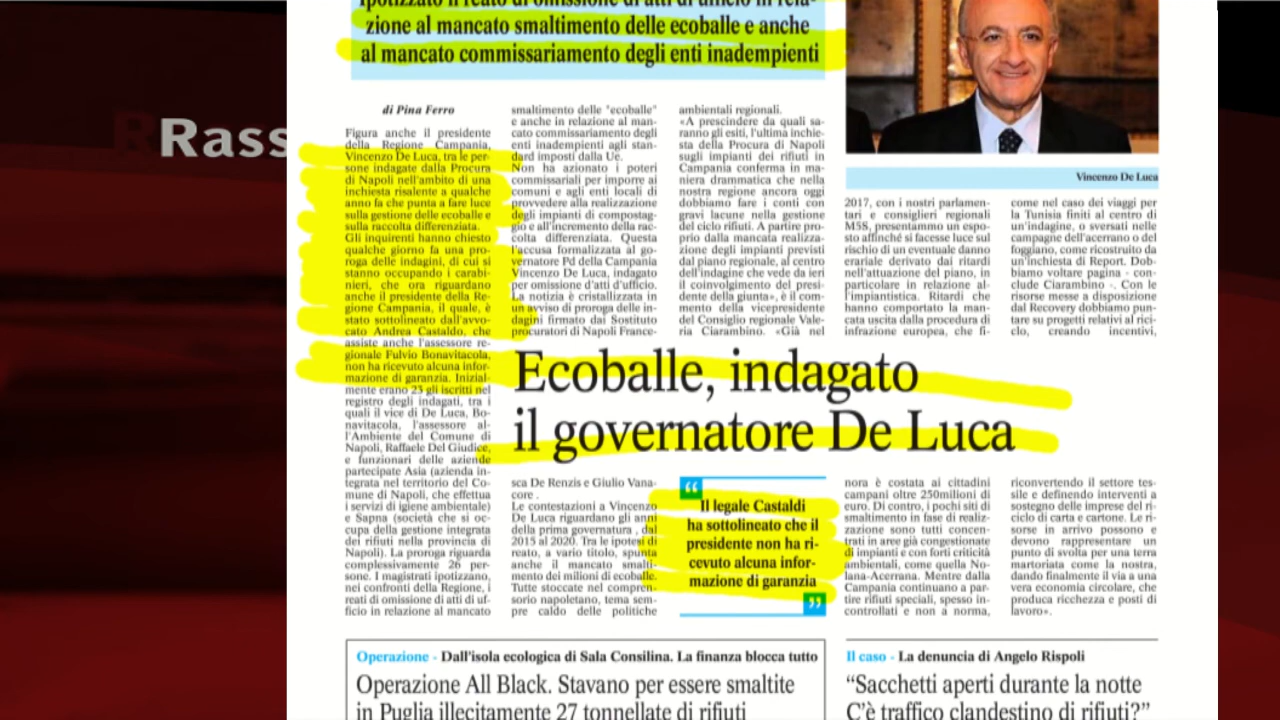 Ipotizzato il reato di omissione di atti di ufficio in rela-
zione al mancato smaltimento delle ecoballe e anche
al mancato commissariamento degli enti inadempienti
Rass
di Pina Ferro
Figura anche il presidente
della Regione Campania,
Vincenzo De Luca, tra le per-
sone indagate dalla Procura
di Napoli nell'ambito di una
inchiesta risalente a qualche
anno fa che punta a fare luce
sulla gestione delle ecoballe e
sulla raccolta differenziata.
Gli inquirenti hanno chiesto
qualche giorno fa una pro-
roga delle indagini, di cui si
stanno occupando i carabi-
nieri, che ora riguardano
anche il presidente della Re-
gione Campania, il quale, è
stato sottolineato dall'avvo-
cato Andrea Castaldo, che
assiste anche l'assessore re-
gionale Fulvio Bonavitacola,
non ha ricevuto alcuna infor-
mazione di garanzia. Inizial-
mente erano 23 gli iscritti nel
registro degli indagati, tra i
quali il vice di De Luca, Bo-
navitacola, l'assessore al-
l'Ambiente del Comune di
Napoli, Raffaele Del Giudice,
e funzionari delle aziende
partecipate Asia (azienda in-
tegrata nel territorio del Co-
mune di Napoli, che effettua
i servizi di igiene ambientale)
e Sapna (società che si oc-
cupa della gestione integrata
dei rifiuti nella provincia di
Napoli). La proroga riguarda
complessivamente 26 per-
sone. I magistrati ipotizzano,
nei confronti della Regione, i
reati di omissione di atti di uf-
ficio in relazione al mancato
smaltimento delle "ecoballe"
e anche in relazione al man-
cato commissariamento degli
enti inadempienti agli stan-
dard imposti dalla Ue.
Non ha azionato i poteri
commissariali per imporre ai
comuni e agli enti locali di
provvedere alla realizzazione
degli impianti di compostag-
gio e all'incremento della rac-
colta differenziata. Questa
l'accusa formalizzata al go-
vernatore Pd della Campania
Vincenzo De Luca, indagato
per omissione d'atti d'ufficio.
La notizia è cristallizzata in
un avviso di proroga delle in-
dagini firmato dai Sostituto
procuratori di Napoli France-
ambientali regionali.
«A prescindere da quali sa-
ranno gli esiti, l'ultima inchie-
sta della Procura di Napoli
sugli impianti dei rifiuti in
Campania conferma in ma-
niera drammatica che nella
nostra regione ancora oggi
dobbiamo fare i conti con
gravi lacune nella gestione
del ciclo rifiuti. A partire pro-
prio dalla mancata realizza-
zione degli impianti previsti
dal piano regionale, al centro
dell'indagine che vede da ieri
il coinvolgimento del presi-
dente della giunta», è il com-
mento della vicepresidente
del Consiglio regionale Vale-
ria Ciarambino. «Già nel
Vincenzo De Luca
2017, con i nostri parlamen-
tari e consiglieri regionali
M5S, presentammo un espo-
sto affinché si facesse luce sul
rischio di un eventuale danno
erariale derivato dai ritardi
nell'attuazione del piano, in
particolare in relazione al-
l'impiantistica. Ritardi che
hanno comportato la man-
cata uscita dalla procedura di
infrazione europea, che fi-
come nel caso dei viaggi per
la Tunisia finiti al centro di
un'indagine, o sversati nelle
campagne dell'acerrano o del
foggiano, come ricostruito da
un'inchiesta di Report. Dob-
biamo voltare pagina - con-
clude Ciarambino -. Con le
risorse messe a disposizione
dal Recovery dobbiamo pun-
tare su progetti relativi al rici-
clo, creando incentivi,
Ecoballe, indagato
il governatore De Luca
sca De Renzis e Giulio Vana-
core .
Le contestazioni a Vincenzo
De Luca riguardano gli anni
della prima governatura , dal
2015 al 2020. Tra le ipotesi di
reato, a vario titolo, spunta
anche il mancato smalti-
mento dei milioni di ecoballe.
Tutte stoccate nel compren-
sorio napoletano, tema sem-
pre caldo delle politiche
“
Il legale Castaldi
ha sottolineato che il
presidente non ha ri-
cevuto alcuna infor-
mazione di garanzia
”
nora è costata ai cittadini
campani oltre 250milioni di
euro. Di contro, i pochi siti di
smaltimento in fase di realiz-
zazione sono tutti concen-
trati in aree già congestionate
di impianti e con forti criticità
ambientali, come quella No-
lana-Acerrana. Mentre dalla
Campania continuano a par-
tire rifiuti speciali, spesso in-
controllati e non a norma,
riconvertendo il settore tes-
sile e definendo interventi a
sostegno delle imprese del ri-
ciclo di carta e cartone. Le ri-
sorse in arrivo possono e
devono rappresentare un
punto di svolta per una terra
martoriata come la nostra,
dando finalmente il via a una
vera economia circolare, che
produca ricchezza e posti di
lavoro».
Operazione - Dall'isola ecologica di Sala Consilina. La finanza blocca tutto
Operazione All Black. Stavano per essere smaltite
in Puglia illecitamente 27 tonnellate di rifiuti
Il caso - La denuncia di Angelo Rispoli
“Sacchetti aperti durante la notte
C'è traffico clandestino di rifiuti?”